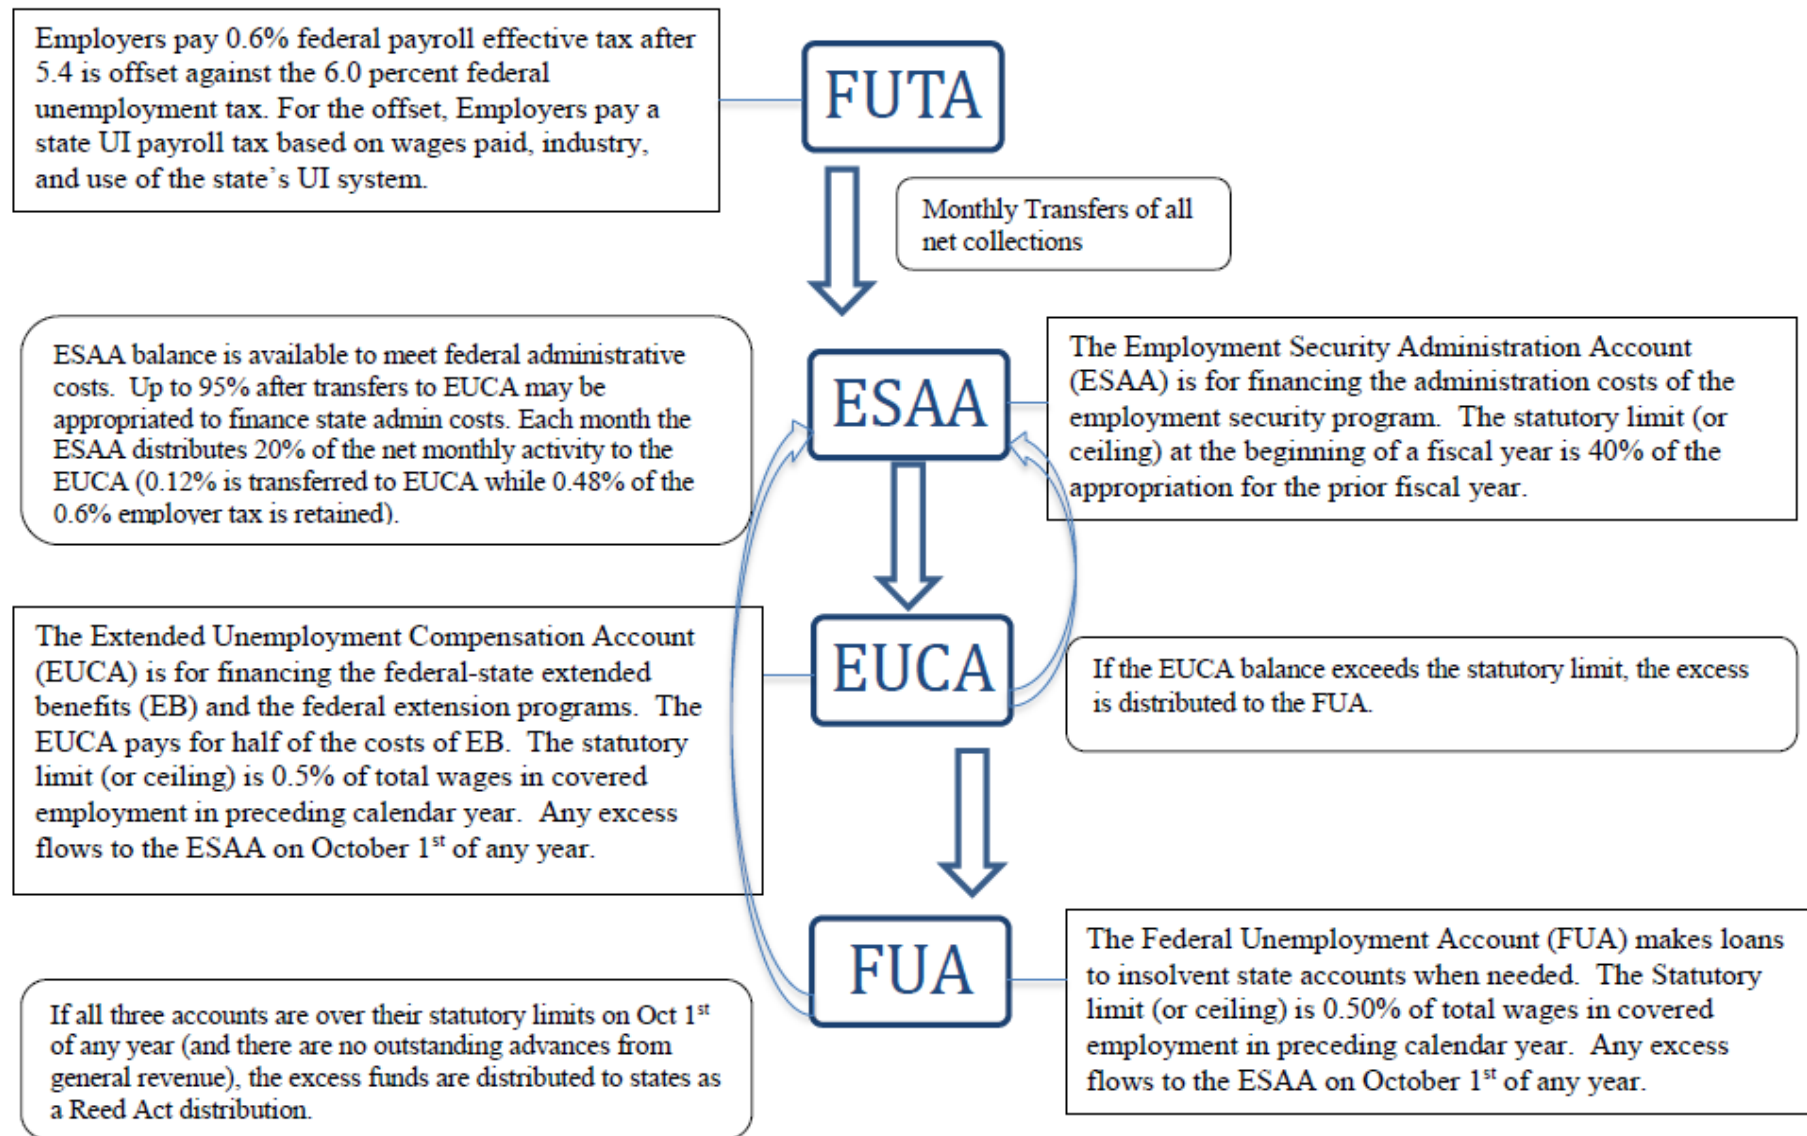 Employers pay 0.6% federal payroll effective tax after
5.4 is offset against the 6.0 percent federal
unemployment tax. For the offset, Employers pay a
state UI payroll tax based on wages paid, industry,
and use of the state’s UI system.
FUTA
Monthly Transfers of all
net collections
ESAA balance is available to meet federal administrative
costs.  Up to 95% after transfers to EUCA may be
appropriated to finance state admin costs. Each month the
ESAA distributes 20% of the net monthly activity to the
EUCA (0.12% is transferred to EUCA while 0.48% of the
0.6% employer tax is retained).
ESAA
The Employment Security Administration Account
(ESAA) is for financing the administration costs of the
employment security program.  The statutory limit (or
ceiling) at the beginning of a fiscal year is 40% of the
appropriation for the prior fiscal year.
The Extended Unemployment Compensation Account
(EUCA) is for financing the federal-state extended
benefits (EB) and the federal extension programs.  The
EUCA pays for half of the costs of EB.  The statutory
limit (or ceiling) is 0.5% of total wages in covered
employment in preceding calendar year.  Any excess
flows to the ESAA on October 1st of any year.
EUCA
If the EUCA balance exceeds the statutory limit, the excess
is distributed to the FUA.
FUA
The Federal Unemployment Account (FUA) makes loans
to insolvent state accounts when needed.  The Statutory
limit (or ceiling) is 0.50% of total wages in covered
employment in preceding calendar year.  Any excess
flows to the ESAA on October 1st of any year.
If all three accounts are over their statutory limits on Oct 1st
of any year (and there are no outstanding advances from
general revenue), the excess funds are distributed to states as
a Reed Act distribution.